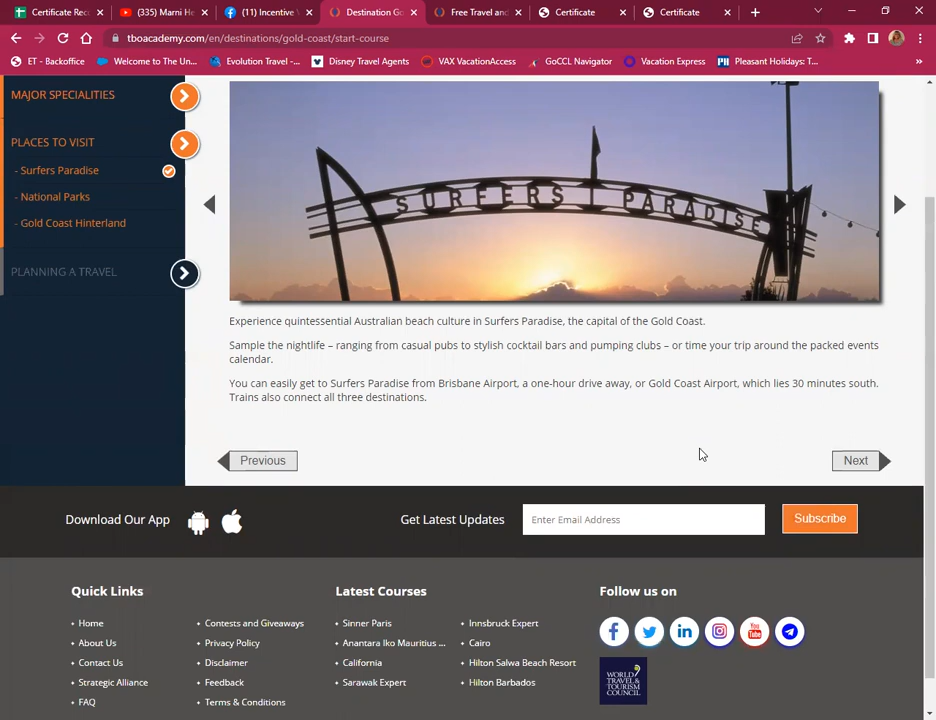 Certificate Rec
(335) Marni He
(11) Incentive
Destination Go
Free Travel and
Certificate
Certificate
tboacademy.com/en/destinations/gold-coast/start-course
ET - Backoffice
Welcome to The Un...
Evolution Travel -...
Disney Travel Agents
VAX VacationAccess
GoCCL Navigator
Vacation Express
Pleasant Holidays: T...
MAJOR SPECIALITIES
PLACES TO VISIT
- Surfers Paradise
- National Parks
- Gold Coast Hinterland
PLANNING A TRAVEL
SURFERS PARADISE
Experience quintessential Australian beach culture in Surfers Paradise, the capital of the Gold Coast.
Sample the nightlife – ranging from casual pubs to stylish cocktail bars and pumping clubs – or time your trip around the packed events
calendar.
You can easily get to Surfers Paradise from Brisbane Airport, a one-hour drive away, or Gold Coast Airport, which lies 30 minutes south.
Trains also connect all three destinations.
Previous
Next
Download Our App
Get Latest Updates
Enter Email Address
Subscribe
Quick Links
Home
About Us
Contact Us
Strategic Alliance
FAQ
Contests and Giveaways
Privacy Policy
Disclaimer
Feedback
Terms & Conditions
Latest Courses
Sinner Paris
Anantara Iko Mauritius ...
California
Sarawak Expert
Innsbruck Expert
Cairo
Hilton Salwa Beach Resort
Hilton Barbados
Follow us on
You
Tube
WORLD
TRAVEL &
TOURISM
COUNCIL